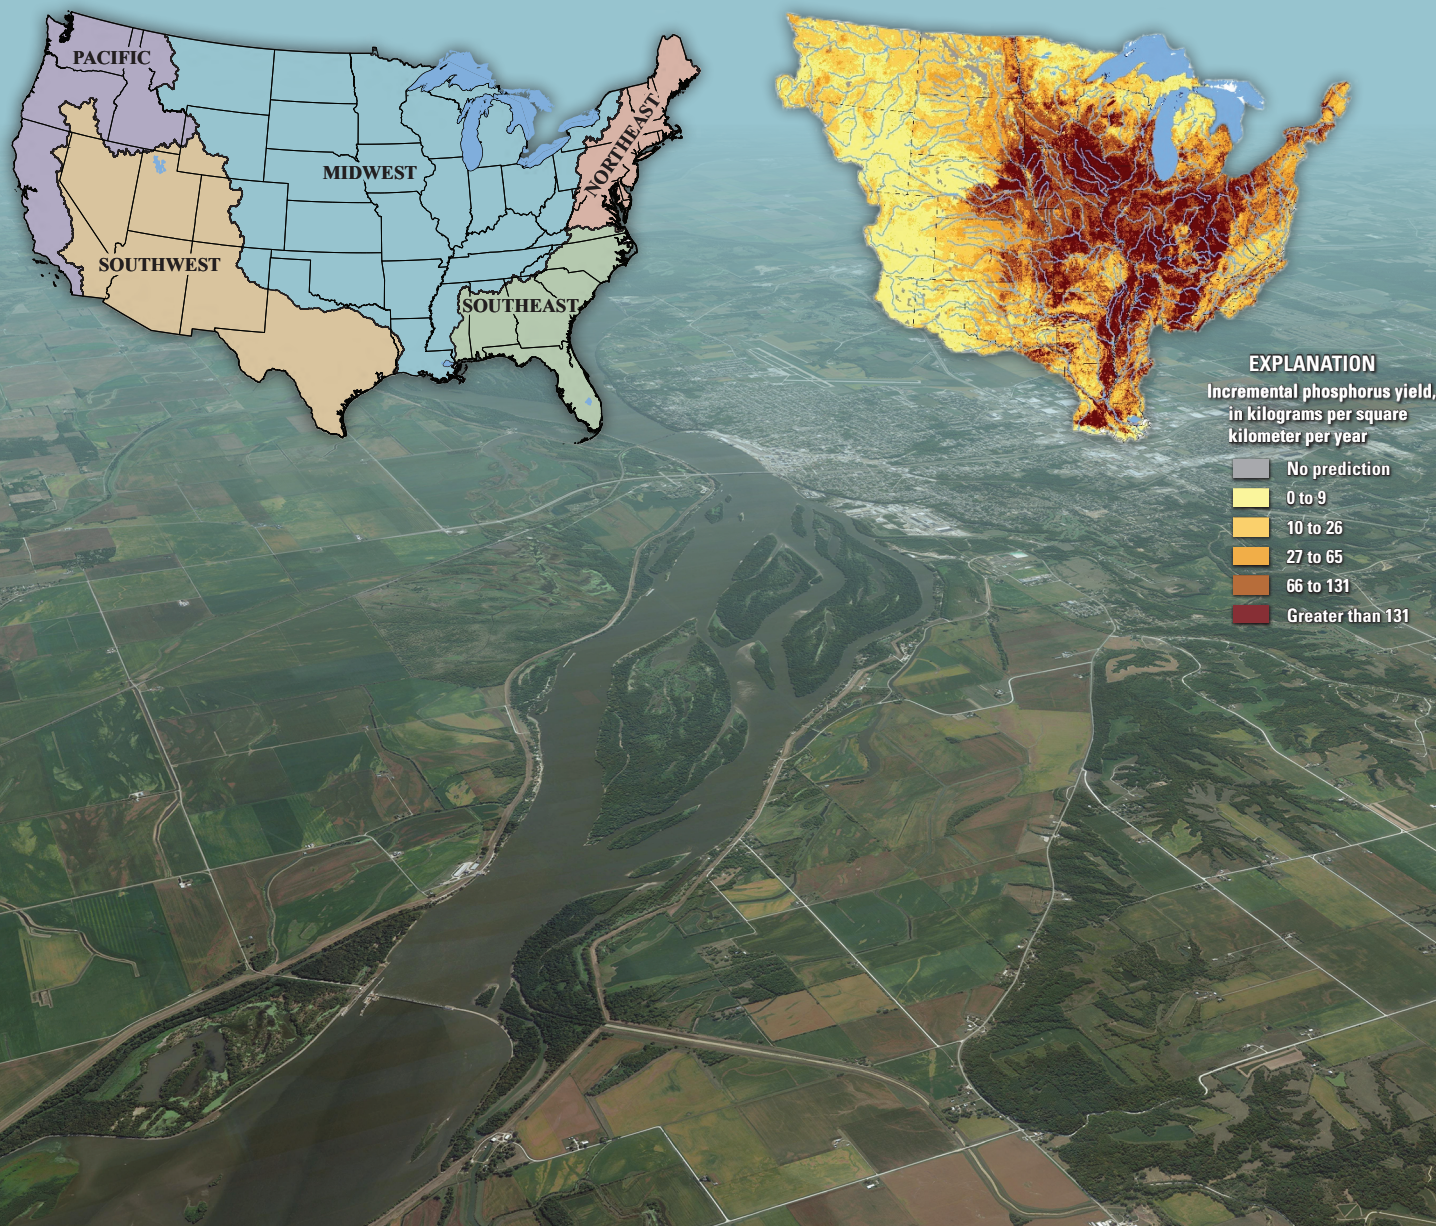 PACIFIC
MIDWEST
NORTHEAST
SOUTHWEST
SOUTHEAST
EXPLANATION
Incremental phosphorus yield,
in kilograms per square
kilometer per year
No prediction
0 to 9
10 to 26
27 to 65
66 to 131
Greater than 131